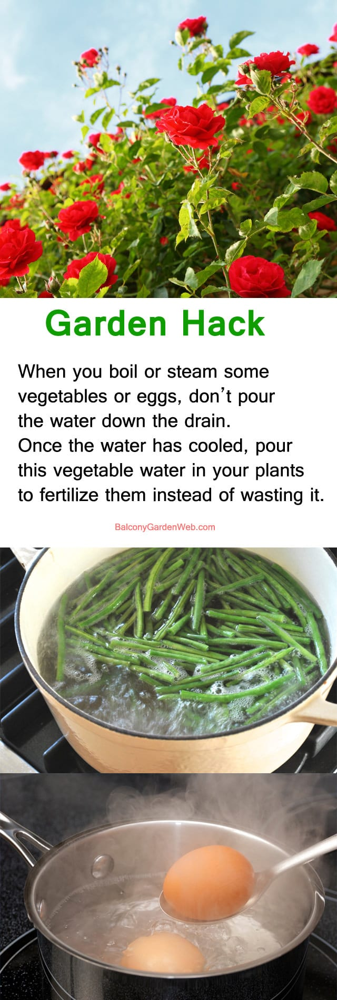 Garden Hack
When you boil or steam some
vegetables or eggs, don’t pour
the water down the drain.
Once the water has cooled, pour
this vegetable water in your plants
to fertilize them instead of wasting it.
BalconyGardenWeb.com